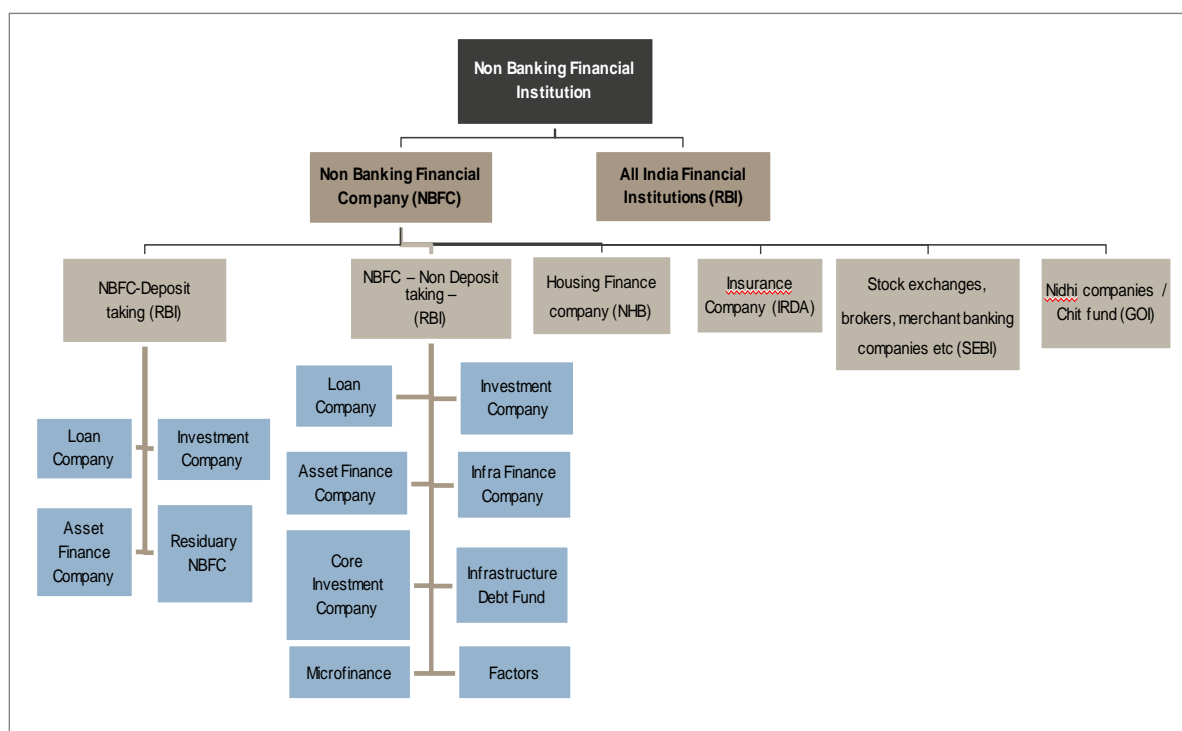 Non Banking Financial
Institution
Non Banking Financial
Company (NBFC)
All India Financial
Institutions (RBI)
NBFC-Deposit
taking (RBI)
NBFC – Non Deposit
taking –
(RBI)
Housing Finance
company (NHB)
Insurance
Company (IRDA)
Stock exchanges,
brokers, merchant banking
companies etc (SEBI)
Nidhi companies /
Chit fund (GOI)
Loan
Company
Investment
Company
Asset
Finance
Company
Residuary
NBFC
Loan
Company
Investment
Company
Asset Finance
Company
Infra Finance
Company
Core
Investment
Company
Infrastructure
Debt Fund
Microfinance
Factors